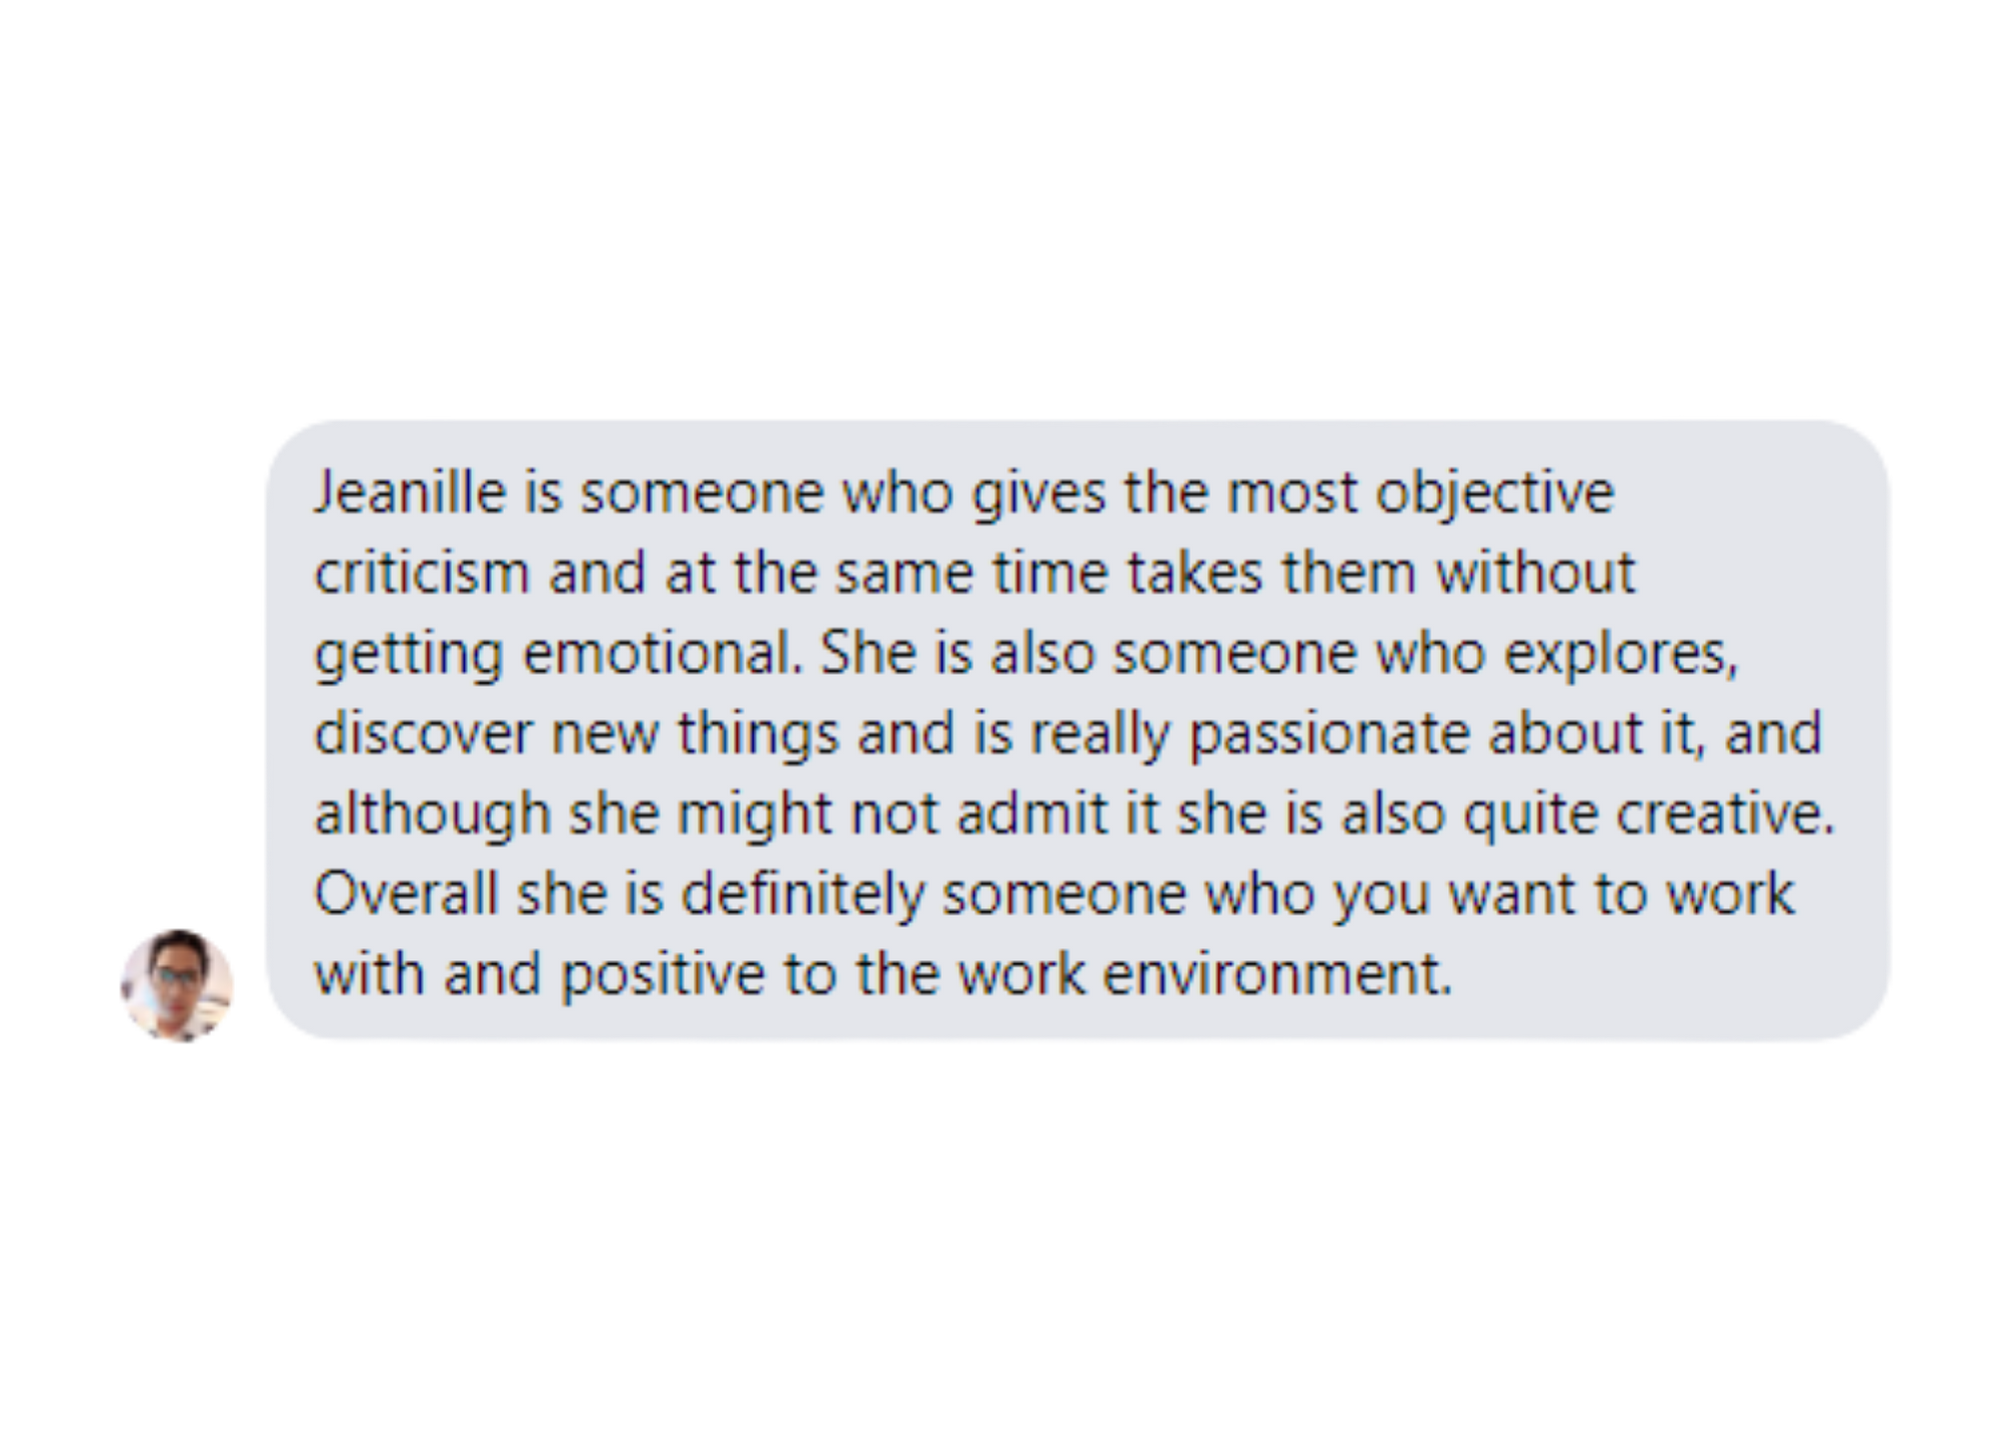 Jeanille is someone who gives the most objective
criticism and at the same time takes them without
getting emotional. She is also someone who explores,
discover new things and is really passionate about it, and
although she might not admit it she is also quite creative.
Overall she is definitely someone who you want to work
with and positive to the work environment.